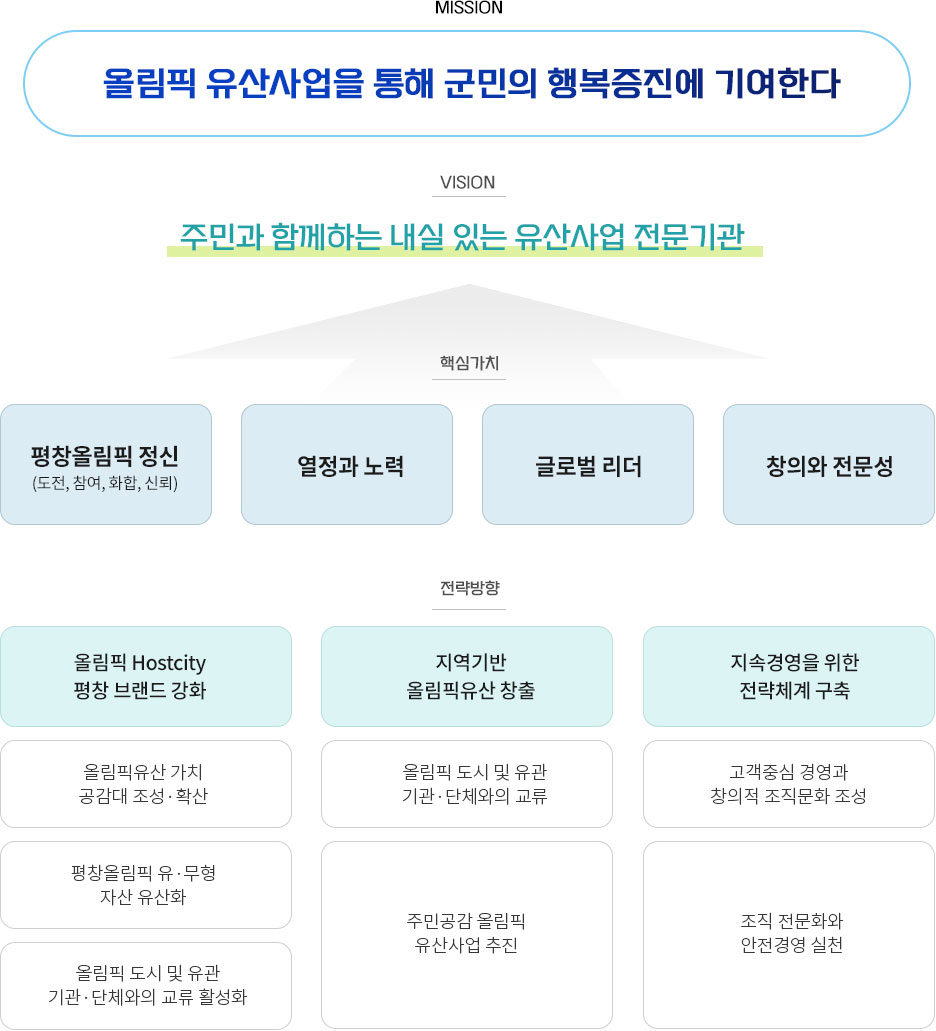 MISSION
올림픽 유산사업을 통해 군민의 행복증진에 기여한다
VISION
주민과 함께하는 내실 있는 유산사업 전문기관
핵심가치
평창올림픽 정신
(도전, 참여, 화합, 신뢰)
열정과 노력
글로벌 리더
창의와 전문성
전략방향
올림픽 Hostcity
평창 브랜드 강화
올림픽유산 가치
공감대 조성·확산
평창올림픽 유·무형
자산 유산화
올림픽 도시 및 유관
기관·단체와의 교류 활성화
지역기반
올림픽유산 창출
올림픽 도시 및 유관
기관·단체와의 교류
주민공감 올림픽
유산사업 추진
지속경영을 위한
전략체계 구축
고객중심 경영과
창의적 조직문화 조성
조직 전문화와
안전경영 실천